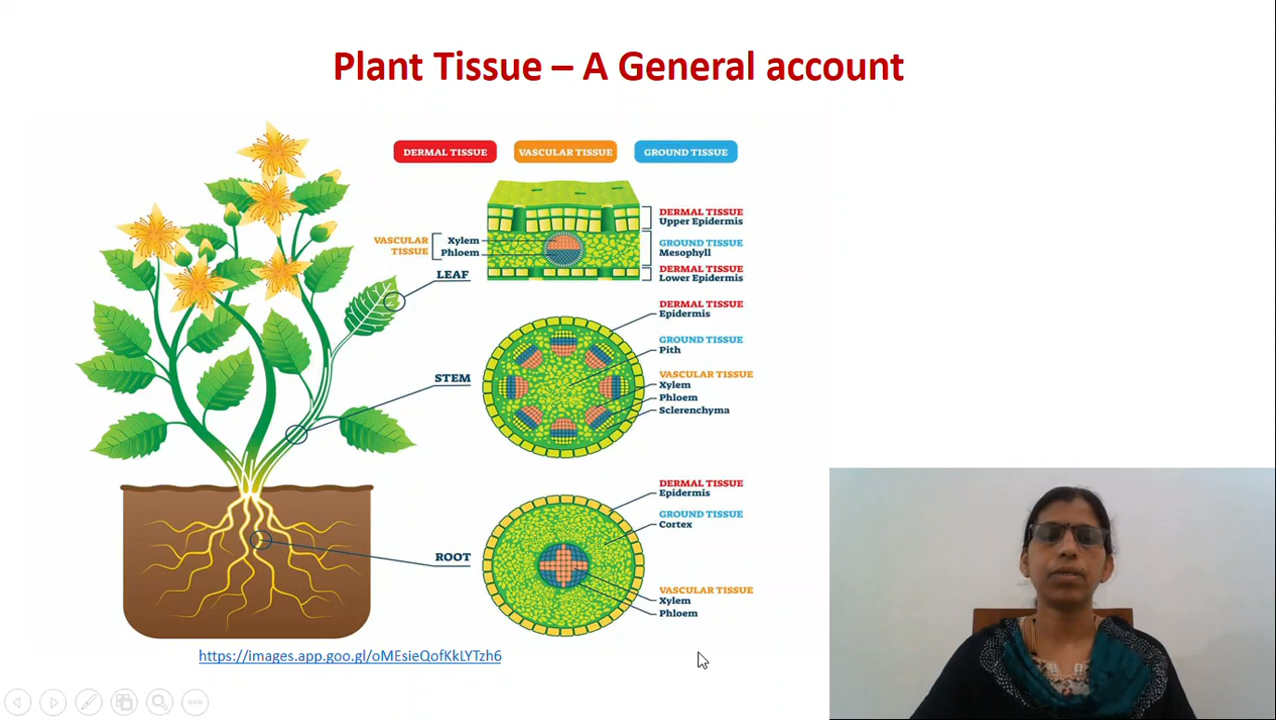 Plant Tissue – A General account
DERMAL TISSUE
VASCULAR TISSUE
GROUND TISSUE
VASCULAR
TISSUE
Xylem
Phloem
DERMAL TISSUE
Upper Epidermis
GROUND TISSUE
Mesophyll
DERMAL TISSUE
Lower Epidermis
LEAF
DERMAL TISSUE
Epidermis
GROUND TISSUE
Pith
STEM
VASCULAR TISSUE
Xylem
Phloem
Sclerenchyma
DERMAL TISSUE
Epidermis
GROUND TISSUE
Cortex
ROOT
VASCULAR TISSUE
Xylem
Phloem
https://images.app.goo.gl/oMEsieQofKkLYTzh6